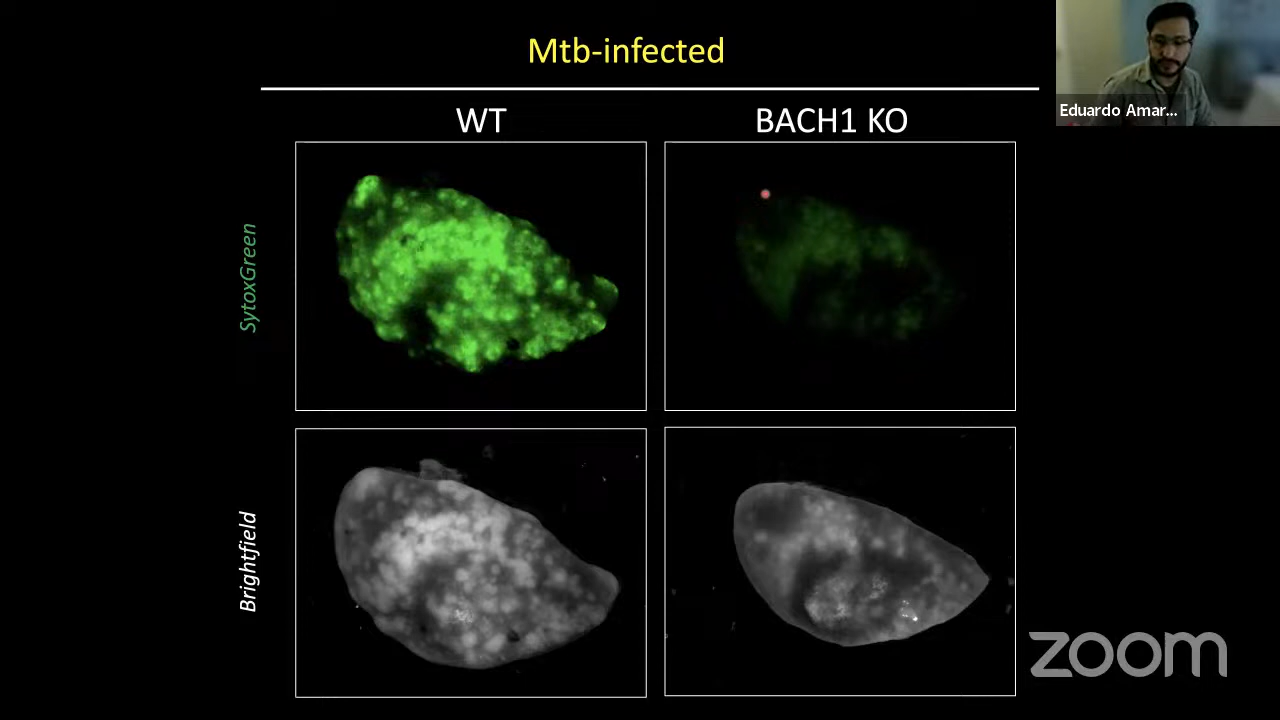 Mtb-infected
WT
BACH1 KO
Eduardo Amar...
SytoxGreen
Brightfield
zoom